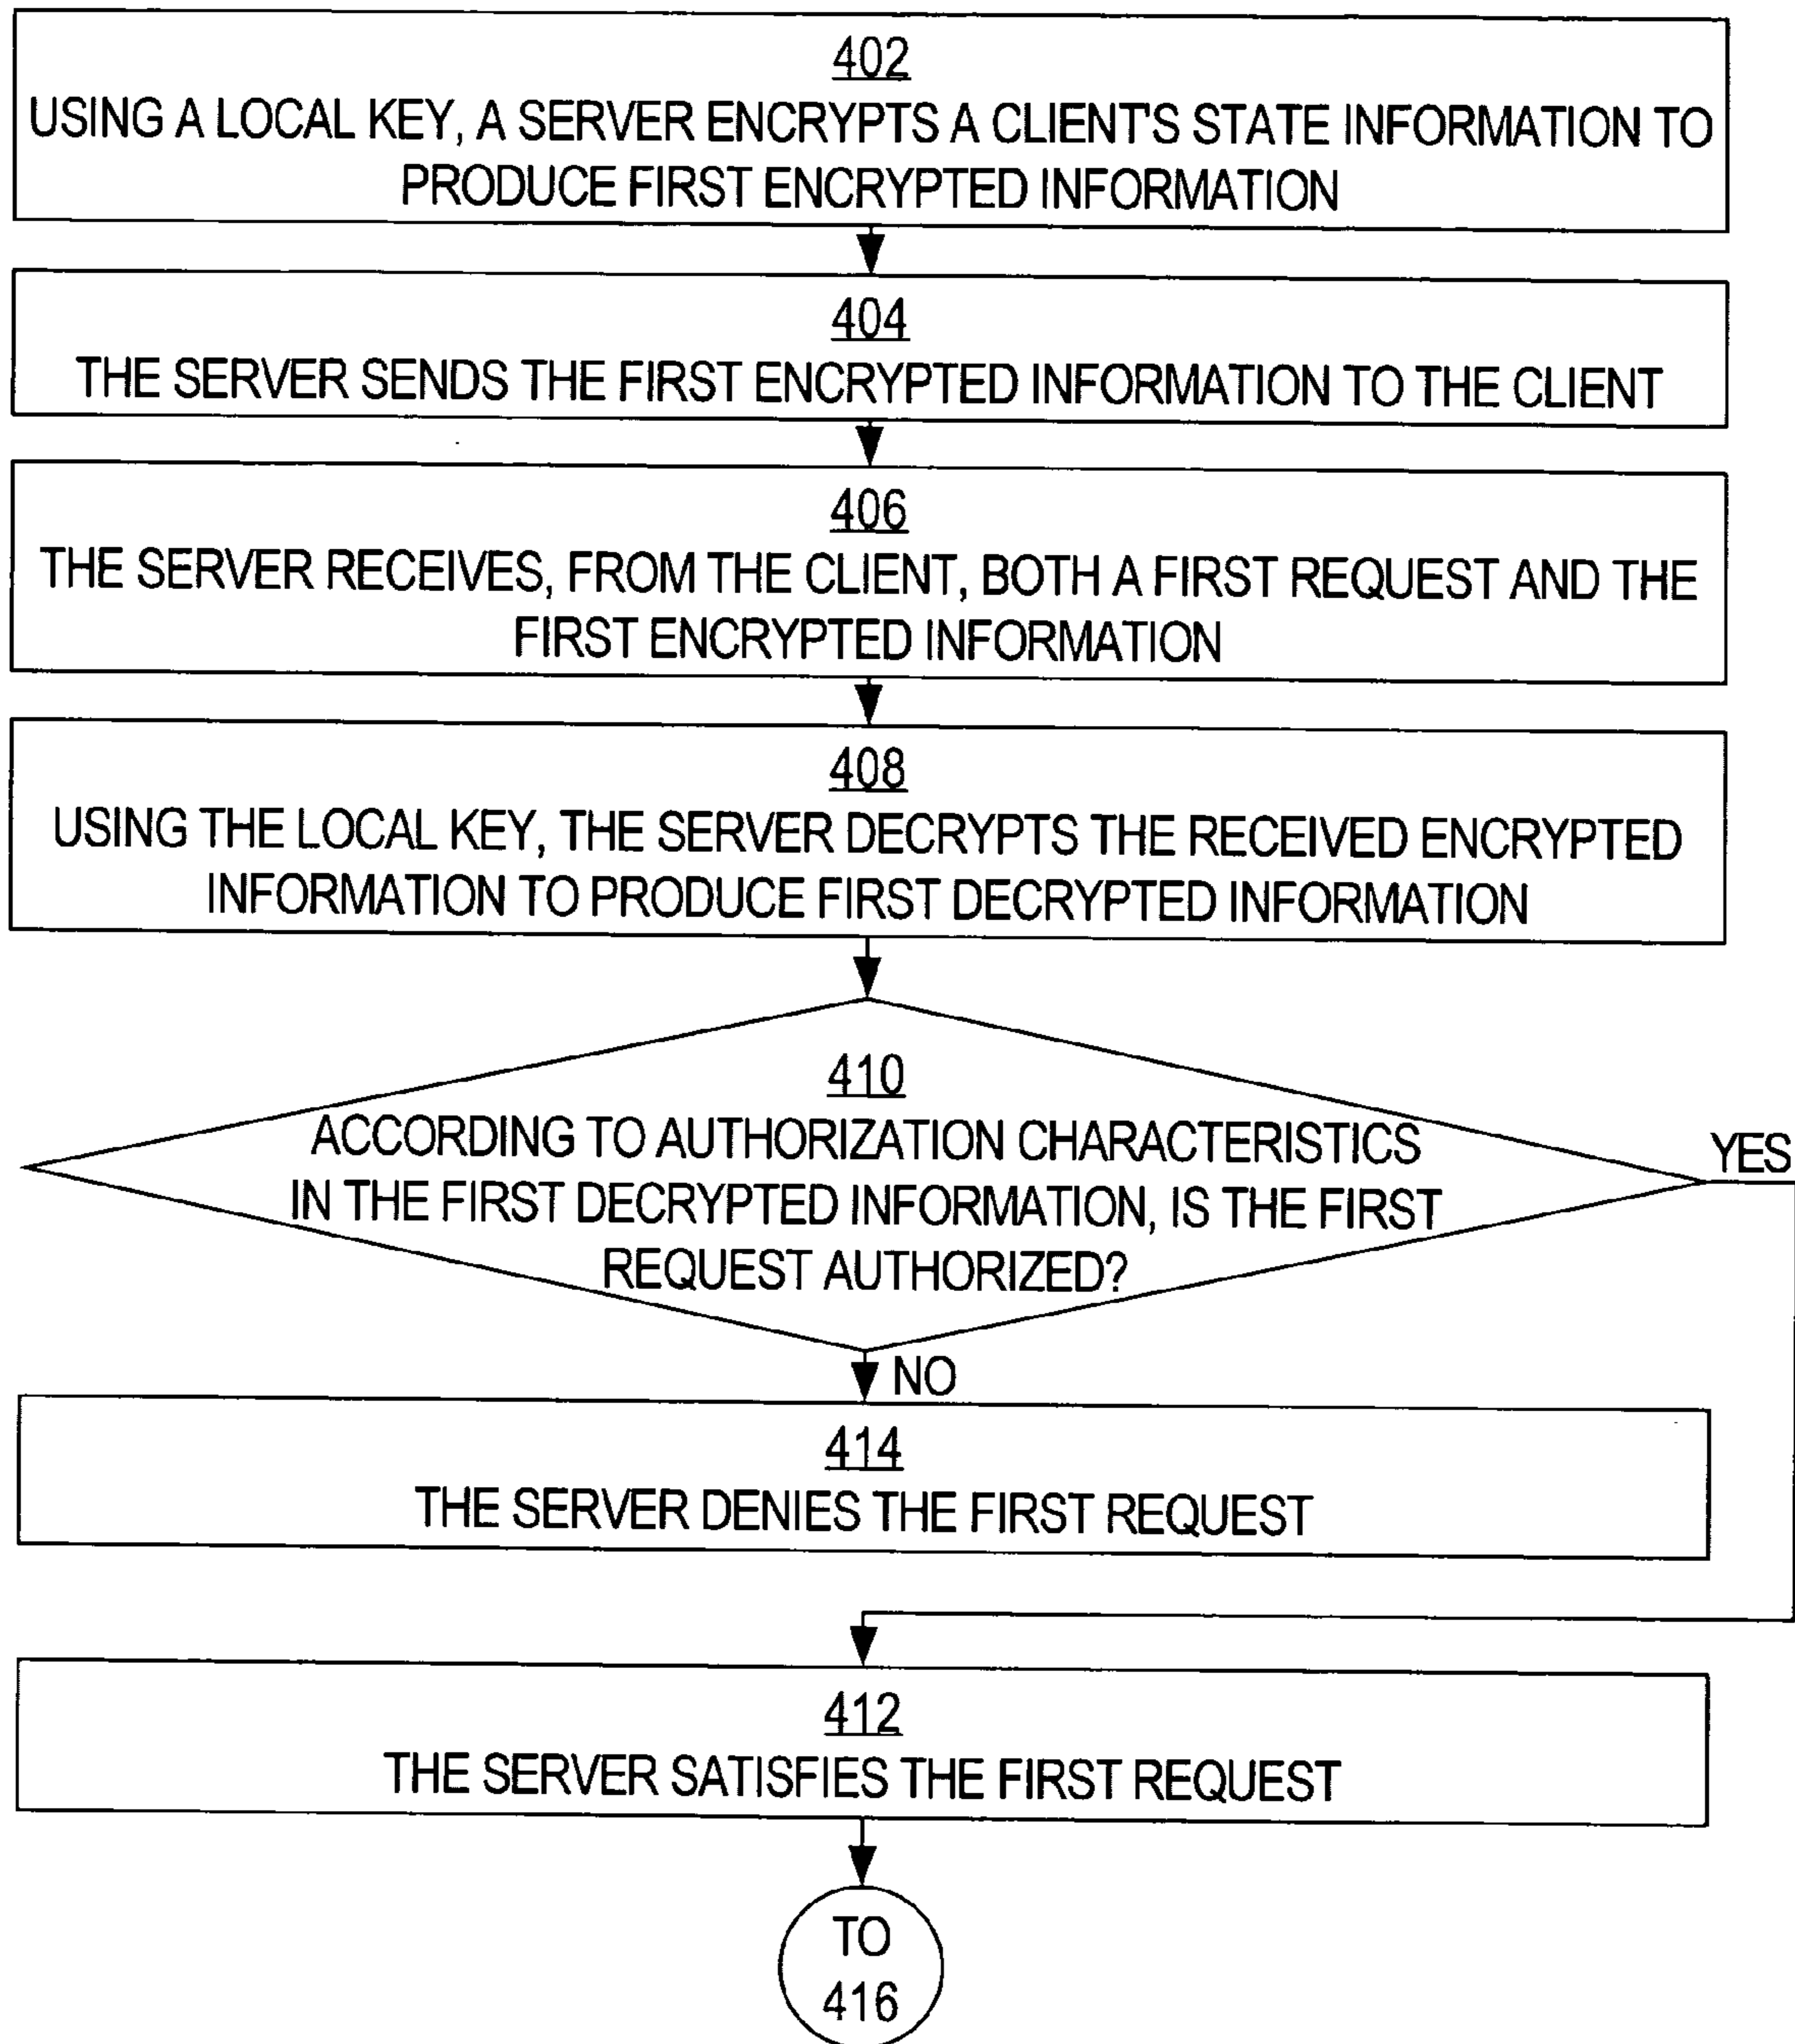 402
USING A LOCAL KEY, A SERVER ENCRYPTS A CLIENT'S STATE INFORMATION TO
PRODUCE FIRST ENCRYPTED INFORMATION
404
THE SERVER SENDS THE FIRST ENCRYPTED INFORMATION TO THE CLIENT
406
THE SERVER RECEIVES, FROM THE CLIENT, BOTH A FIRST REQUEST AND THE
FIRST ENCRYPTED INFORMATION
408
USING THE LOCAL KEY, THE SERVER DECRYPTS THE RECEIVED ENCRYPTED
INFORMATION TO PRODUCE FIRST DECRYPTED INFORMATION
410
ACCORDING TO AUTHORIZATION CHARACTERISTICS
IN THE FIRST DECRYPTED INFORMATION, IS THE FIRST
REQUEST AUTHORIZED?
YES
NO
414
THE SERVER DENIES THE FIRST REQUEST
412
THE SERVER SATISFIES THE FIRST REQUEST
TO
416